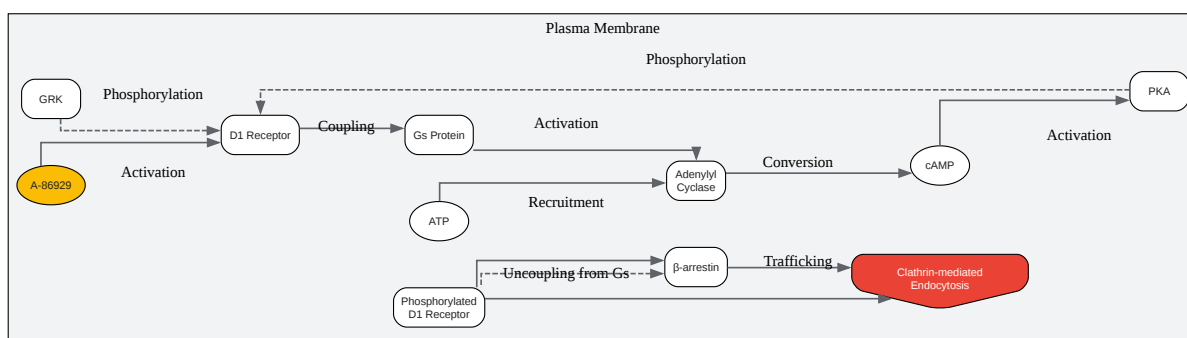 Plasma Membrane
Phosphorylation
GRK
Phosphorylation
PKA
D1 Receptor
Coupling
Gs Protein
Activation
Activation
A-86929
Activation
Adenylyl
Cyclase
Conversion
cAMP
ATP
Recruitment
Uncoupling from Gs
β-arrestin
Trafficking
Clathrin-mediated
Endocytosis
Phosphorylated
D1 Receptor